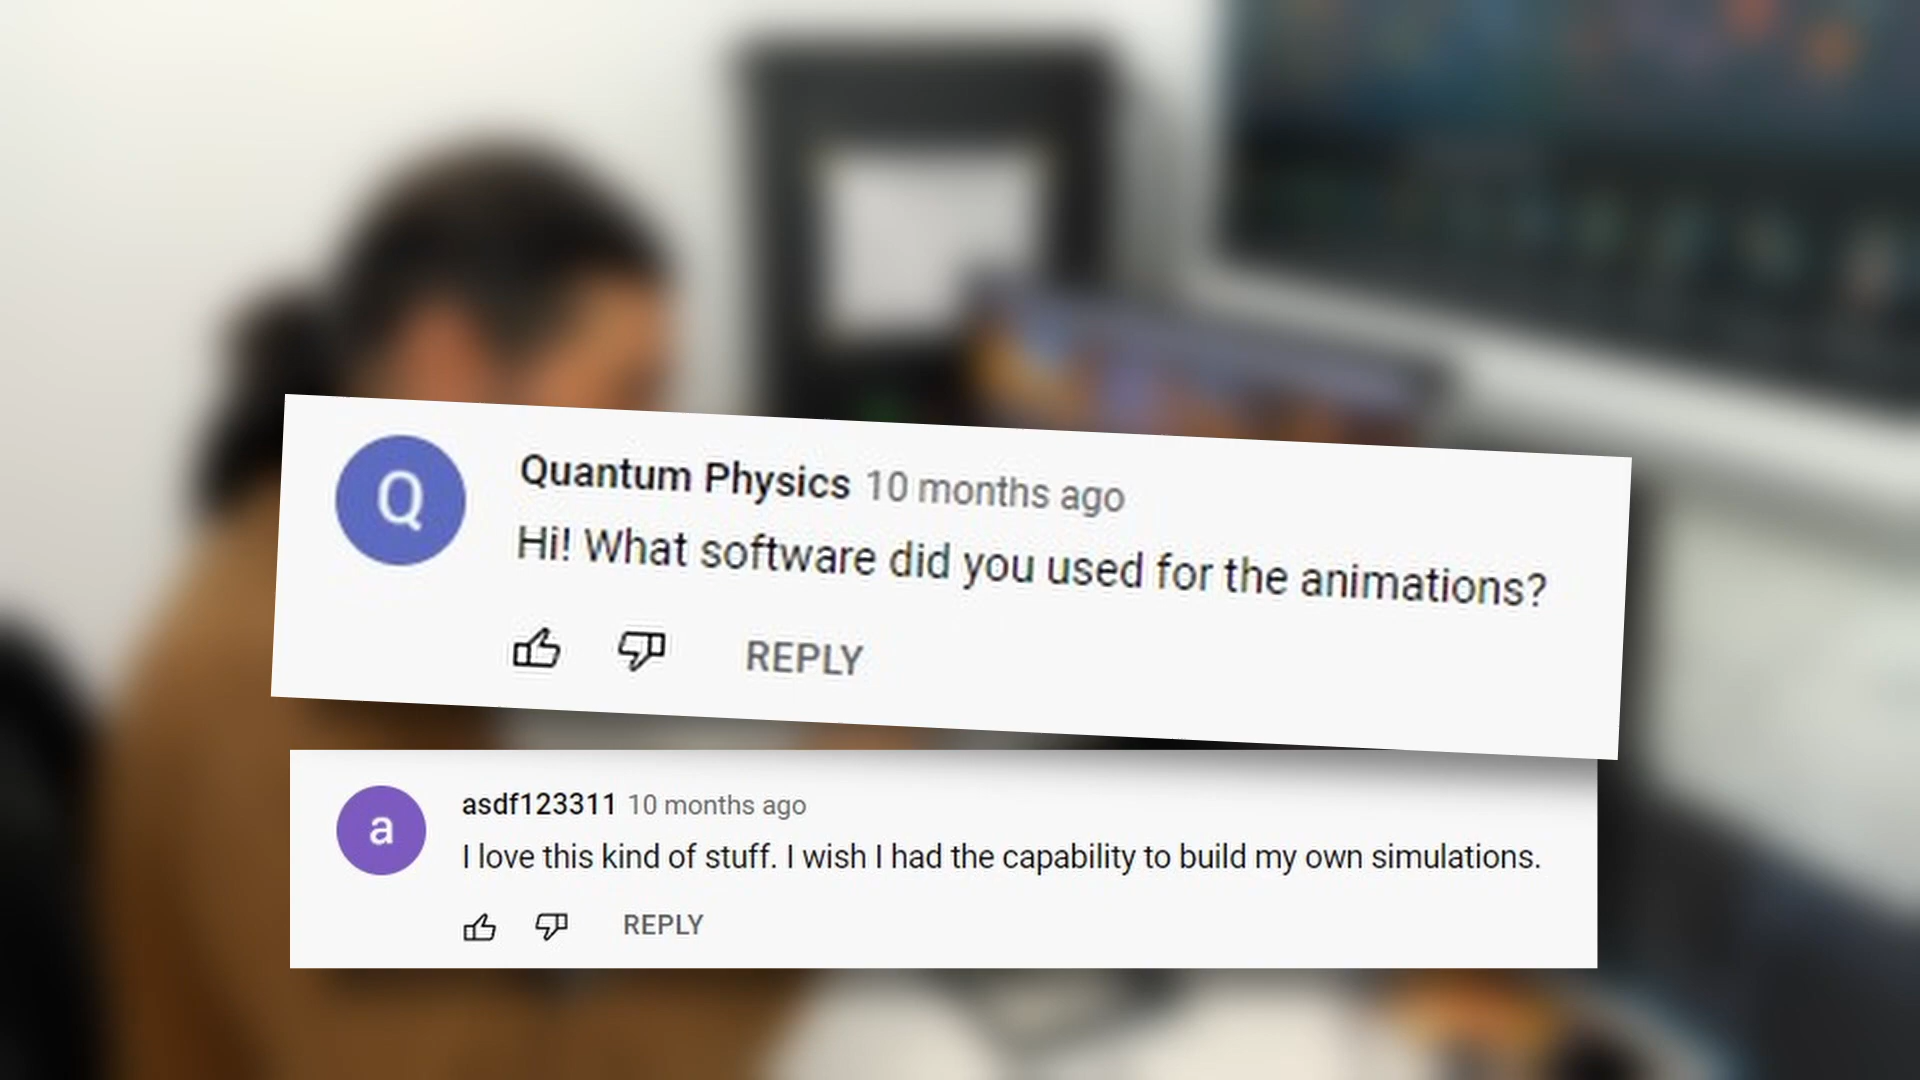 Q
Quantum Physics 10 months ago
Hi! What software did you used for the animations?
REPLY
a
asdf123311 10 months ago
I love this kind of stuff. I wish I had the capability to build my own simulations.
REPLY